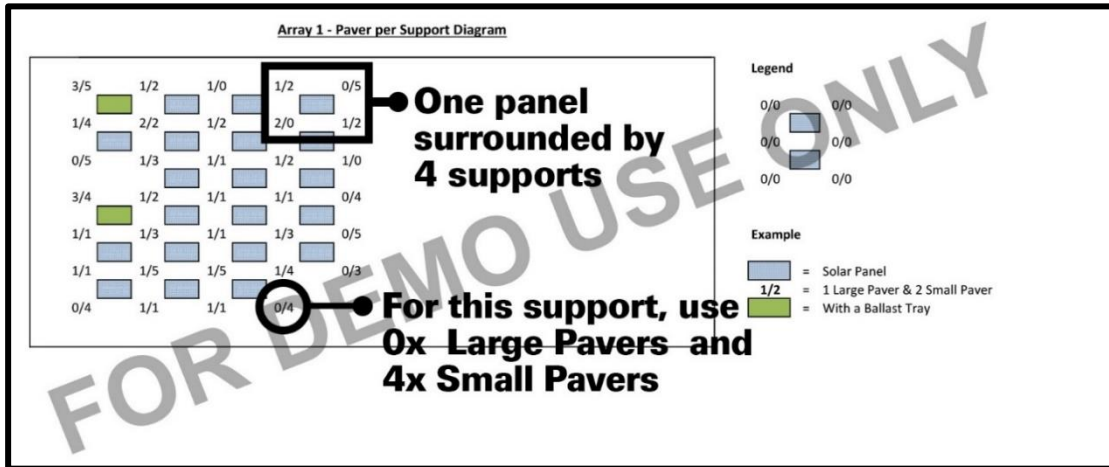 Array 1 - Paver per Support Diagram
3/5 1/2 1/0 1/2 0/5
1/4 2/2 1/2 2/0 1/2
0/5 1/3 1/1 1/2 1/0
3/4 1/2 1/1 1/1 0/4
1/1 1/3 1/1 1/3 0/5
1/1 1/5 1/5 1/4 0/3
0/4 1/1 1/1 0/4
One panel
surrounded by
4 supports
For this support, use
0x Large Pavers and
4x Small Pavers
Legend
0/0 0/0
0/0 0/0
0/0 0/0
Example
= Solar Panel
1/2 = 1 Large Paver & 2 Small Paver
= With a Ballast Tray
FOR DEMO USE ONLY